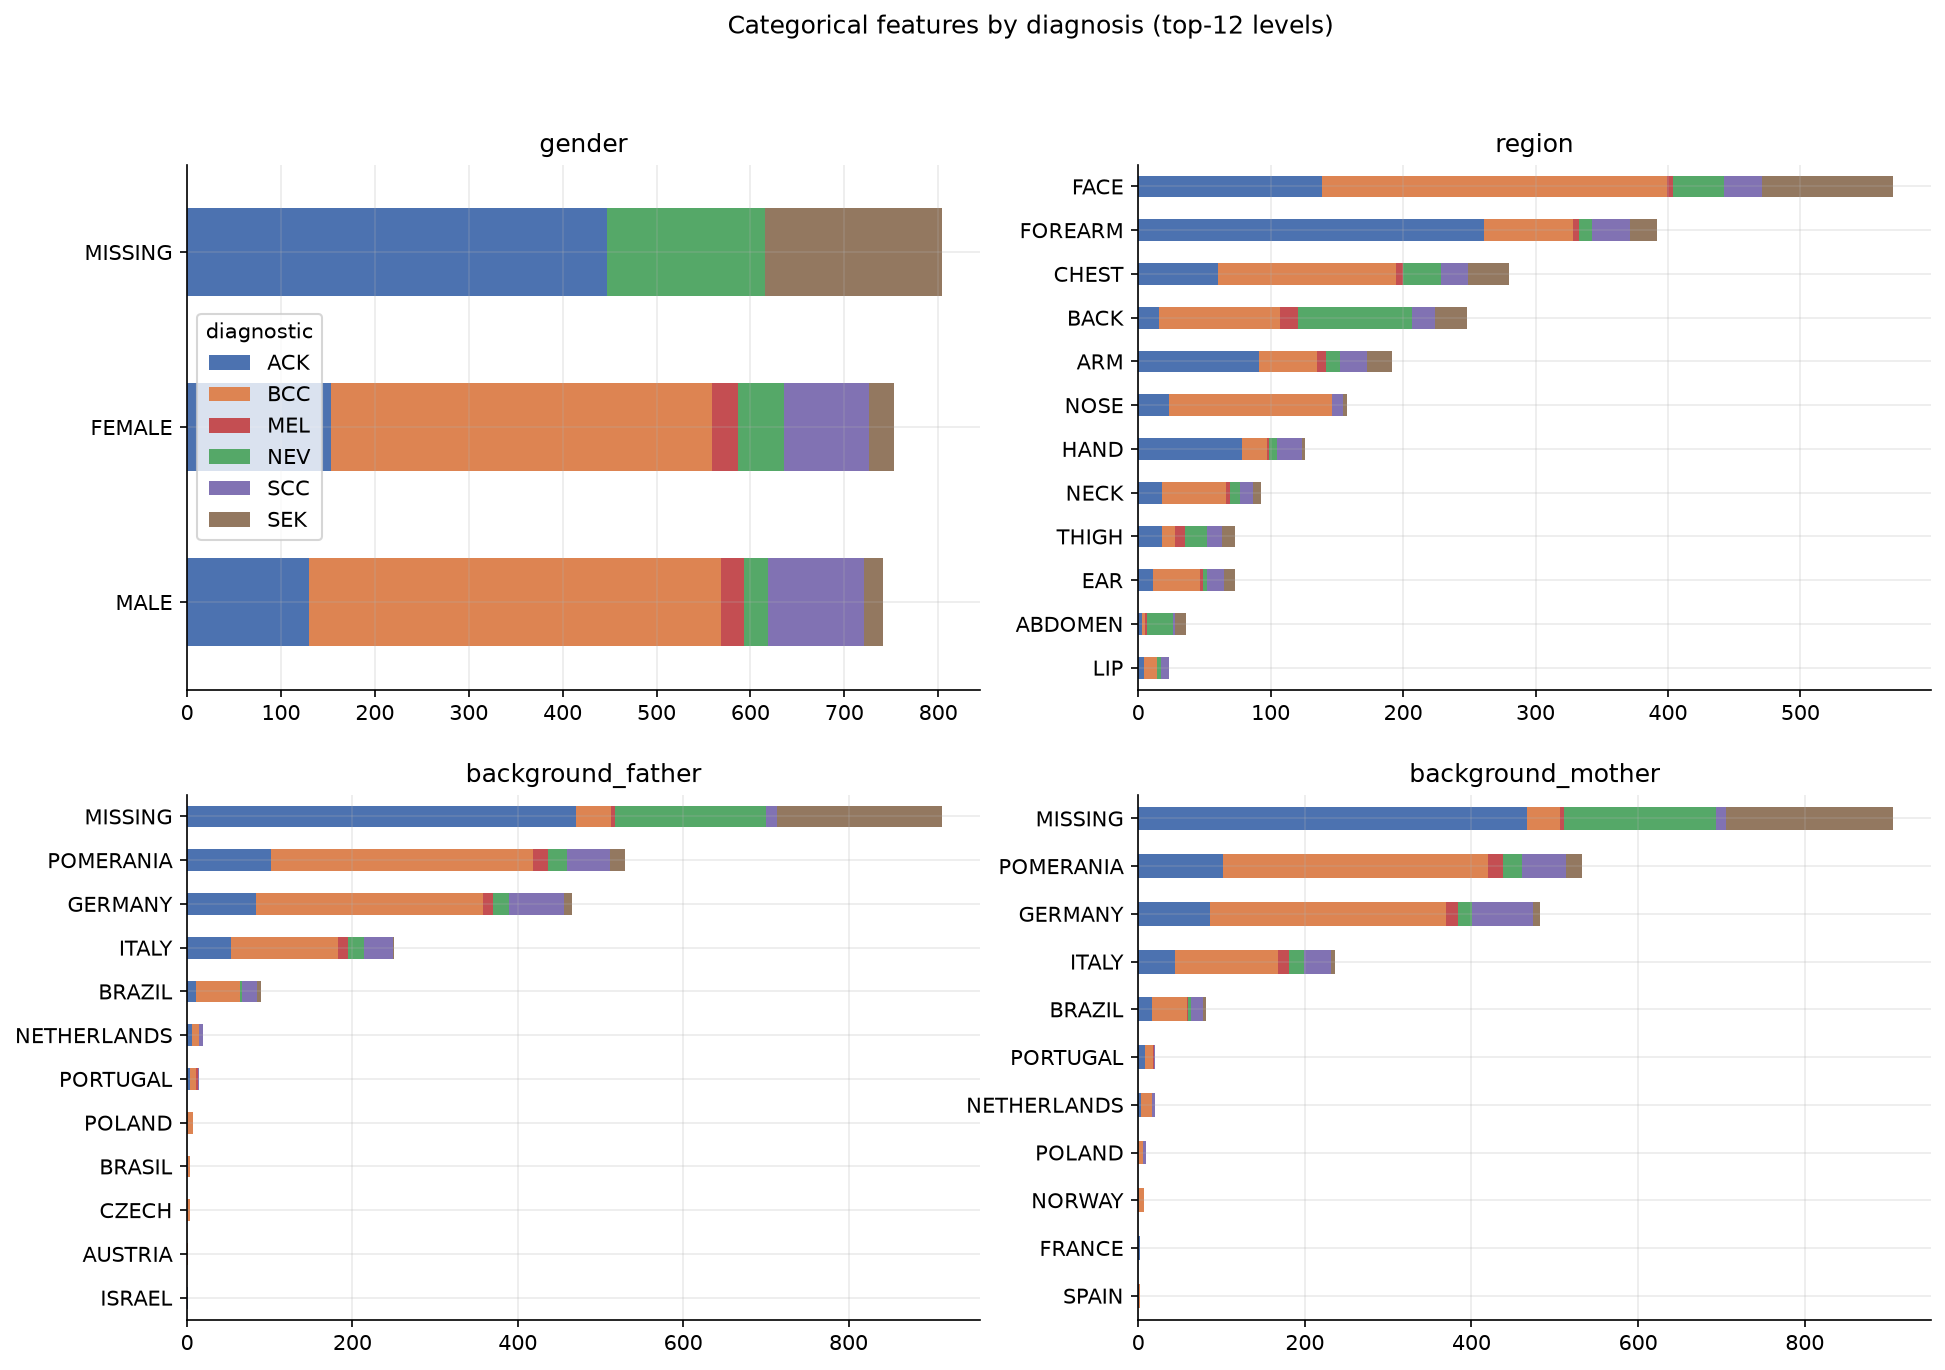 Categorical features by diagnosis (top-12 levels)
gender
MISSING
FEMALE
MALE
diagnostic
ACK
BCC
MEL
NEV
SCC
SEK
0 100 200 300 400 500 600 700 800
region
FACE
FOREARM
CHEST
BACK
ARM
NOSE
HAND
NECK
THIGH
EAR
ABDOMEN
LIP
0 100 200 300 400 500
background_father
MISSING
POMERANIA
GERMANY
ITALY
BRAZIL
NETHERLANDS
PORTUGAL
POLAND
BRASIL
CZECH
AUSTRIA
ISRAEL
0 200 400 600 800
background_mother
MISSING
POMERANIA
GERMANY
ITALY
BRAZIL
PORTUGAL
NETHERLANDS
POLAND
NORWAY
FRANCE
SPAIN
0 200 400 600 800